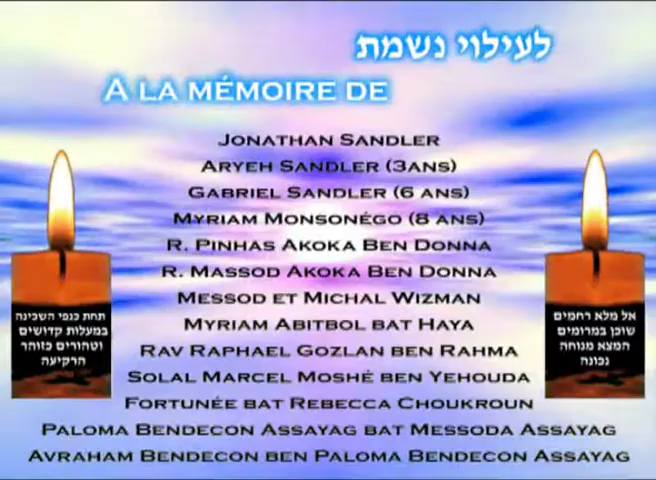 לעילוי נשמת
A LA MÉMOIRE DE
JONATHAN SANDLER
ARYEH SANDLER (3ANS)
GABRIEL SANDLER (6 ANS)
MYRIAM MONSONÉGO (8 ANS)
R. PINHAS AKOKA BEN DONNA
R. MASSOD AKOKA BEN DONNA
MESSOD ET MICHAL WIZMAN
MYRIAM ABITBOL BAT HAYA
RAV RAPHAEL GOZLAN BEN RAHMA
SOLAL MARCEL MOSHÉ BEN YEHOUDA
FORTUNÉE BAT REBECCA CHOUKROUN
PALOMA BENDECON ASSAYAG BAT MESSODA ASSAYAG
AVRAHAM BENDECON BEN PALOMA BENDECON ASSAYAG
אל מלא רחמים
שוכן במרומים
המצא מנוחה
נכונה
תחת כנפי השכינה
במעלות קדושים
וטהורים כזוהר
הרקיעה